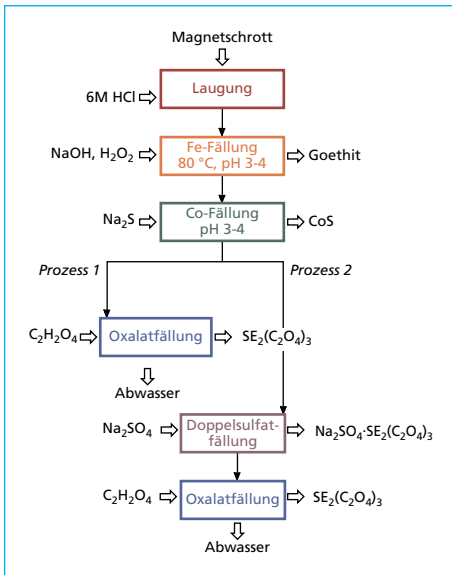 Magnetschrott
Laugung
6M HCl
Fe-Fällung
80 °C, pH 3-4
NaOH, H₂O₂
Goethit
Co-Fällung
pH 3-4
Na₂S
CoS
Prozess 1
Prozess 2
C₂H₂O₄
Oxalatfällung
SE₂(C₂O₄)₃
Abwasser
Na₂SO₄
Doppelsulfat-
fällung
Na₂SO₄·SE₂(C₂O₄)₃
C₂H₂O₄
Oxalatfällung
SE₂(C₂O₄)₃
Abwasser